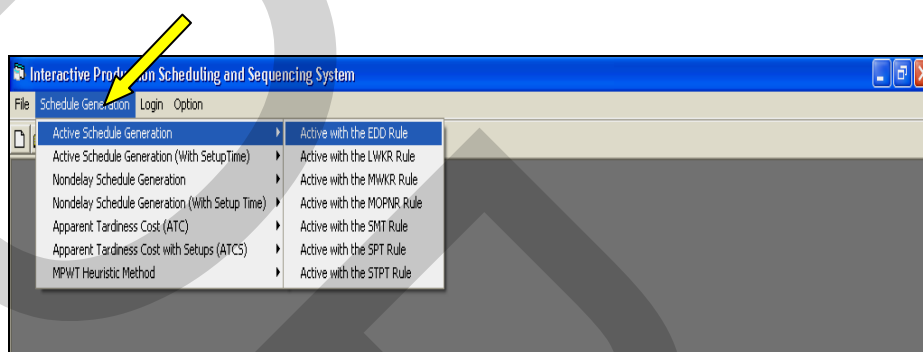 Interactive Production Scheduling and Sequencing System
File Schedule Generation Login Option
Active Schedule Generation
Active Schedule Generation (With SetupTime)
Nondelay Schedule Generation
Nondelay Schedule Generation (With Setup Time)
Apparent Tardiness Cost (ATC)
Apparent Tardiness Cost with Setups (ATCS)
MPWT Heuristic Method
Active with the EDD Rule
Active with the LWKR Rule
Active with the MWKR Rule
Active with the MOPNR Rule
Active with the SMT Rule
Active with the SPT Rule
Active with the STPT Rule